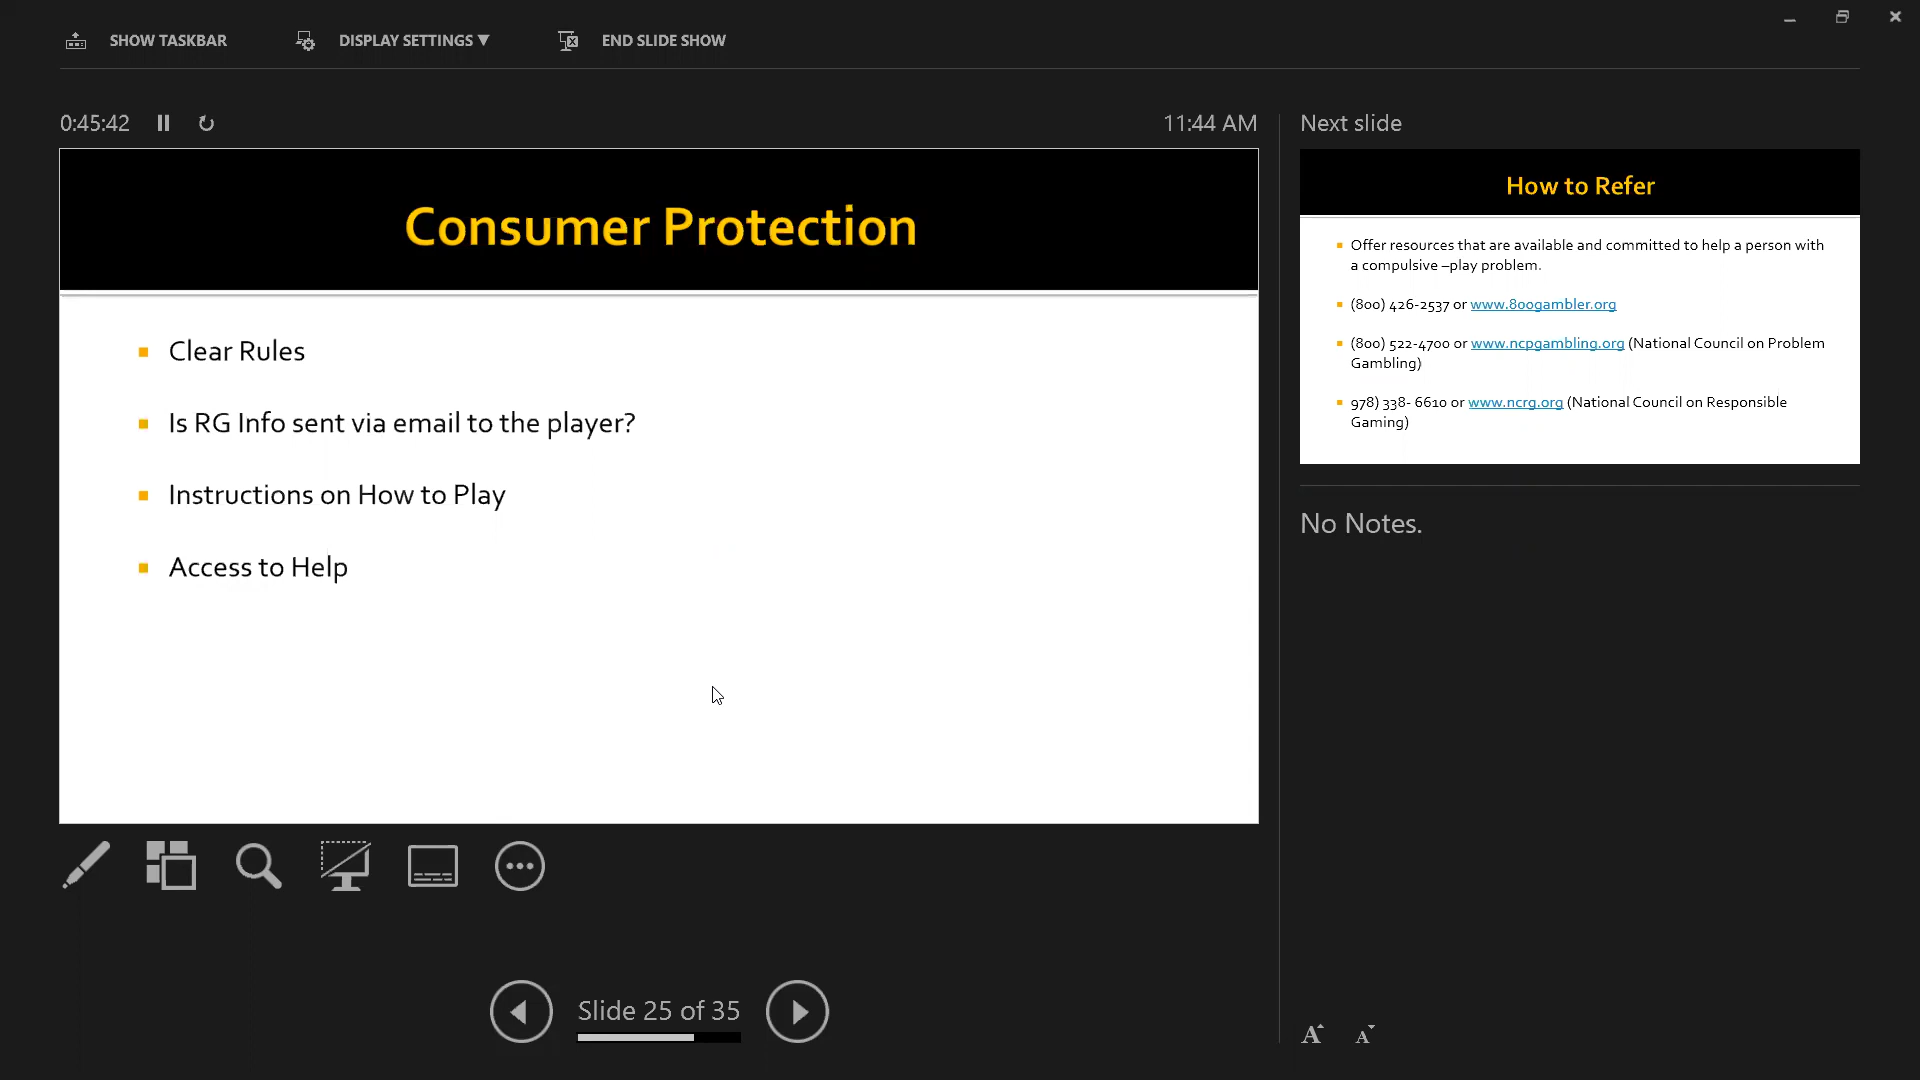 SHOW TASKBAR
DISPLAY SETTINGS ▼
END SLIDE SHOW
0:45:42
11:44 AM
Consumer Protection
Clear Rules
Is RG Info sent via email to the player?
Instructions on How to Play
Access to Help
Slide 25 of 35
Next slide
How to Refer
Offer resources that are available and committed to help a person with
a compulsive –play problem.
(800) 426-2537 or www.800gambler.org
(800) 522-4700 or www.ncpgambling.org (National Council on Problem
Gambling)
978) 338- 6610 or www.ncrg.org (National Council on Responsible
Gaming)
No Notes.
A A